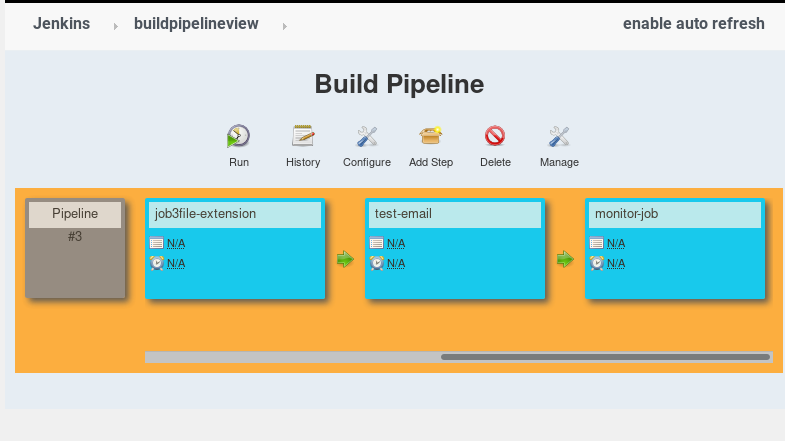 Jenkins buildpipelineview enable auto refresh
Build Pipeline
Run History Configure Add Step Delete Manage
Pipeline
#3
job3file-extension
N/A
N/A
test-email
N/A
N/A
monitor-job
N/A
N/A